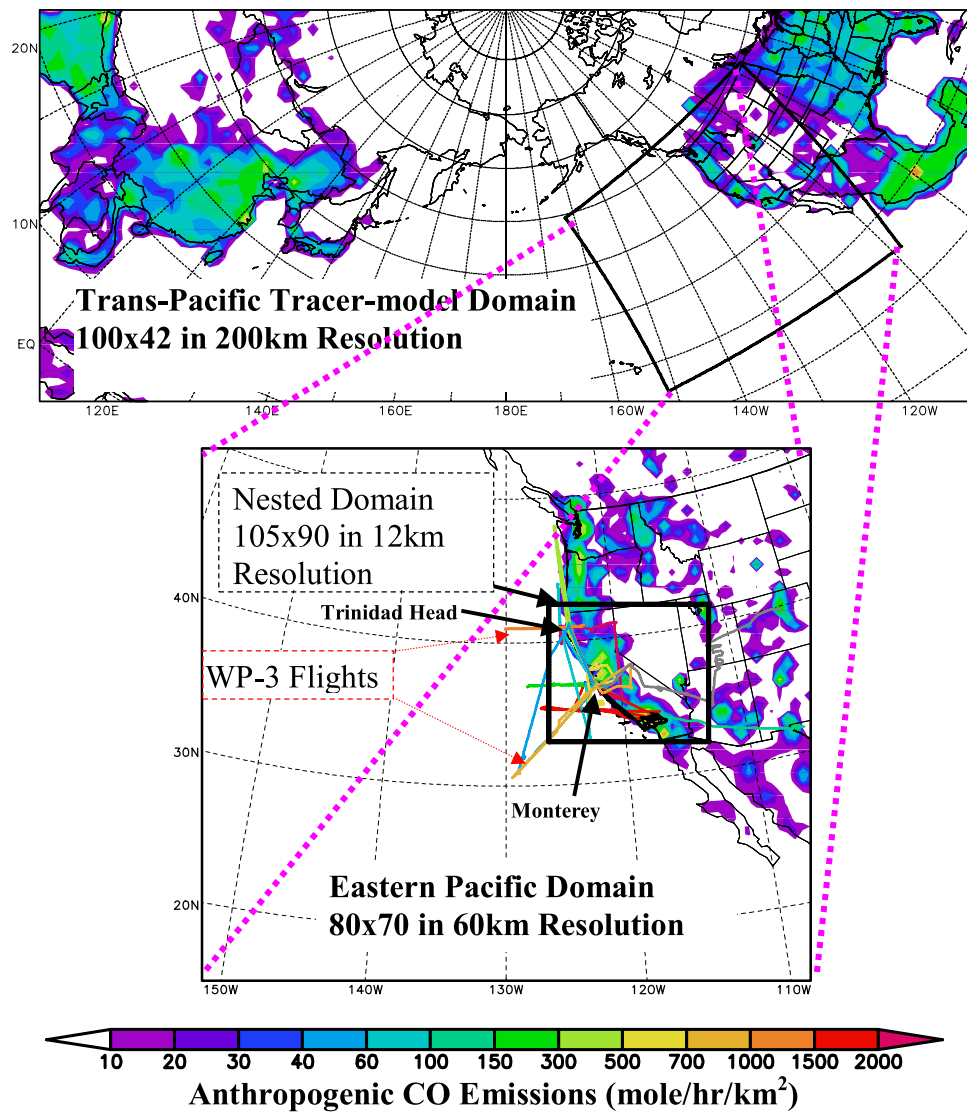 20N
10N
EQ
Trans-Pacific Tracer-model Domain
100x42 in 200km Resolution
120E 140E 160E 180E 160W 140W 120W
Nested Domain
105x90 in 12km
Resolution
40N
Trinidad Head
WP-3 Flights
30N
Monterey
Eastern Pacific Domain
80x70 in 60km Resolution
20N
150W 140W 130W 120W 110W
10 20 30 40 60 100 150 300 500 700 1000 1500 2000
Anthropogenic CO Emissions (mole/hr/km²)